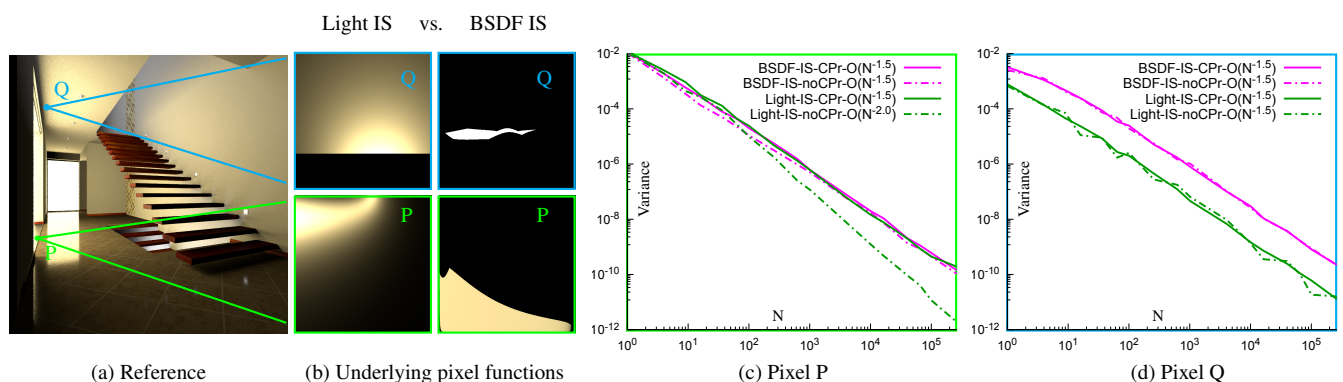 Light IS vs. BSDF IS
Q
P
Q
Q
P
P
10^-2
10^-4
10^-6
10^-8
10^-10
10^-12
Variance
BSDF-IS-CPr-O(N^-1.5)
BSDF-IS-noCPr-O(N^-1.5)
Light-IS-CPr-O(N^-1.5)
Light-IS-noCPr-O(N^-2.0)
N
10^0 10^1 10^2 10^3 10^4 10^5
10^-2
10^-4
10^-6
10^-8
10^-10
10^-12
Variance
BSDF-IS-CPr-O(N^-1.5)
BSDF-IS-noCPr-O(N^-1.5)
Light-IS-CPr-O(N^-1.5)
Light-IS-noCPr-O(N^-1.5)
N
10^0 10^1 10^2 10^3 10^4 10^5
(a) Reference
(b) Underlying pixel functions
(c) Pixel P
(d) Pixel Q